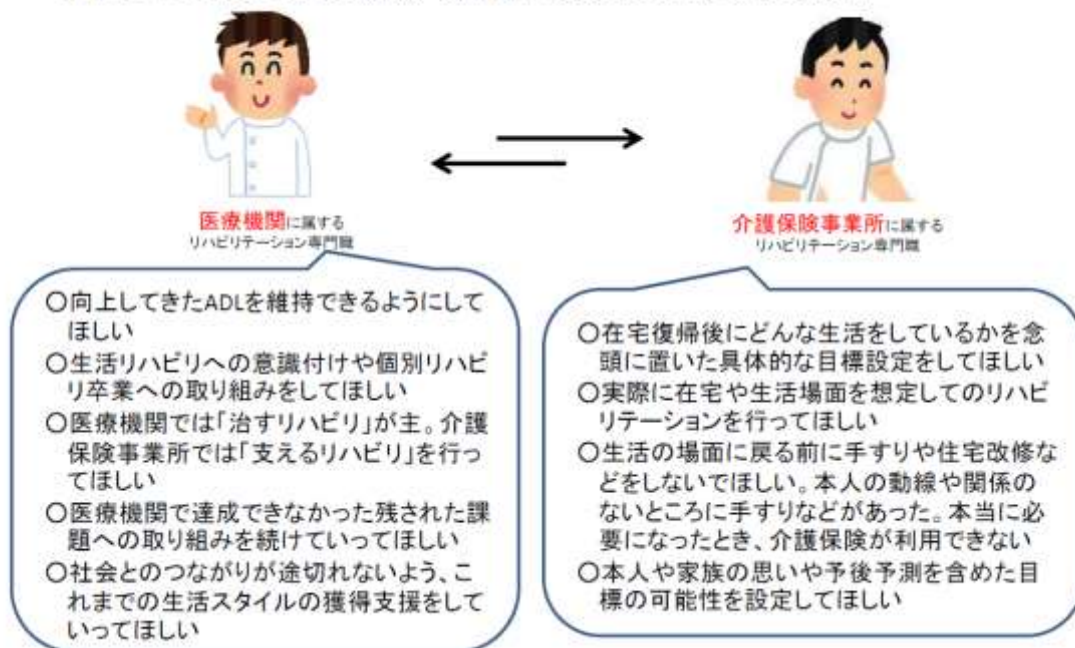 医療機関に属する
リハビリテーション専門職
○向上してきたADLを維持できるようにして
ほしい
○生活リハビリへの意識付けや個別リハビ
リ卒業への取り組みをしてほしい
○医療機関では「治すリハビリ」が主。介護
保険事業所では「支えるリハビリ」を行っ
てほしい
○医療機関で達成できなかった残された課
題への取り組みを続けていってほしい
○社会とのつながりが途切れないよう、こ
れまでの生活スタイルの獲得支援をして
いってほしい
介護保険事業所に属する
リハビリテーション専門職
○在宅復帰後にどんな生活をしているかを念
頭に置いた具体的な目標設定をしてほしい
○実際に在宅や生活場面を想定してのリハビ
リテーションを行ってほしい
○生活の場面に戻る前に手すりや住宅改修な
どをしないでほしい。本人の動線や関係の
ないところに手すりなどがあった。本当に必
要になったとき、介護保険が利用できない
○本人や家族の思いや予後予測を含めた目
標の可能性を設定してほしい